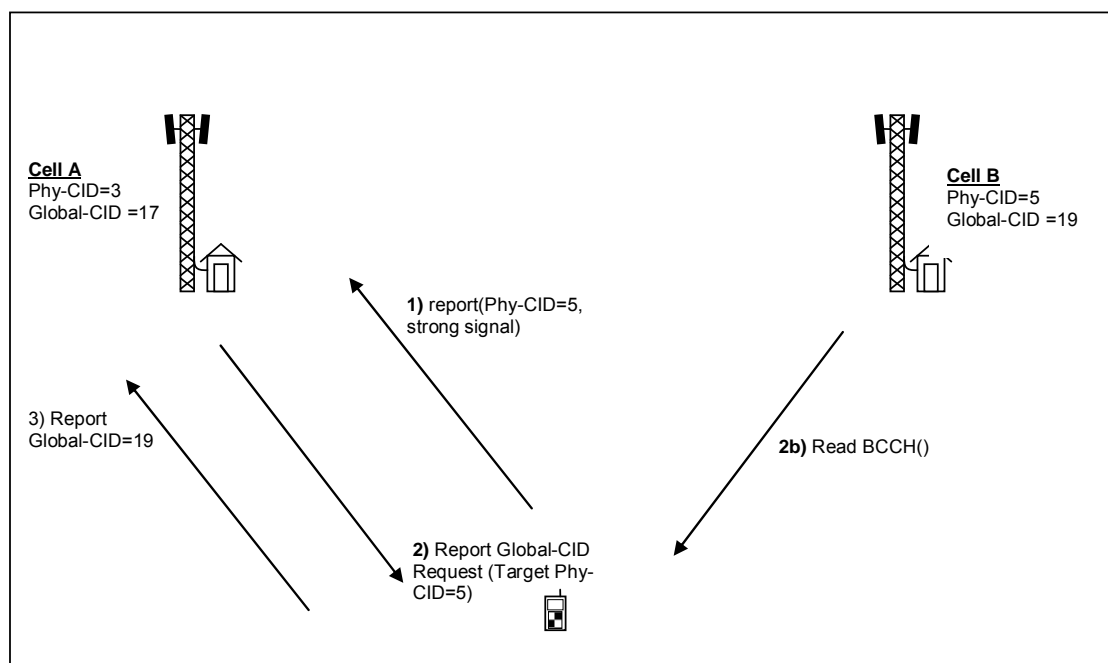 Cell A
Phy-CID=3
Global-CID =17
Cell B
Phy-CID=5
Global-CID =19
1) report(Phy-CID=5,
strong signal)
3) Report
Global-CID=19
2b) Read BCCH()
2) Report Global-CID
Request (Target Phy-
CID=5)